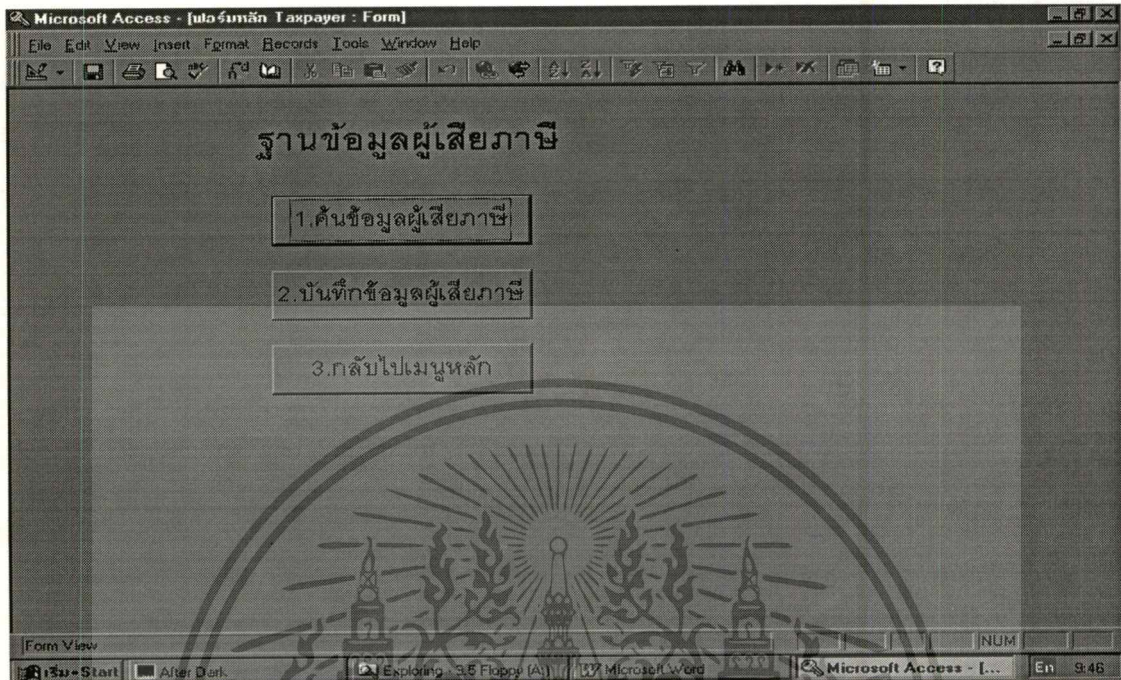 Microsoft Access - [ฟอร์มหลัก Taxpayer : Form]
File Edit View Insert Format Records Tools Window Help
ฐานข้อมูลผู้เสียภาษี
1.ค้นข้อมูลผู้เสียภาษี
2.บันทึกข้อมูลผู้เสียภาษี
3.กลับไปเมนูหลัก
Form View NUM
เริ่ม-Start After Dark Exploring - 3.5 Floppy (A:) Microsoft Word Microsoft Access - [... En 9:46